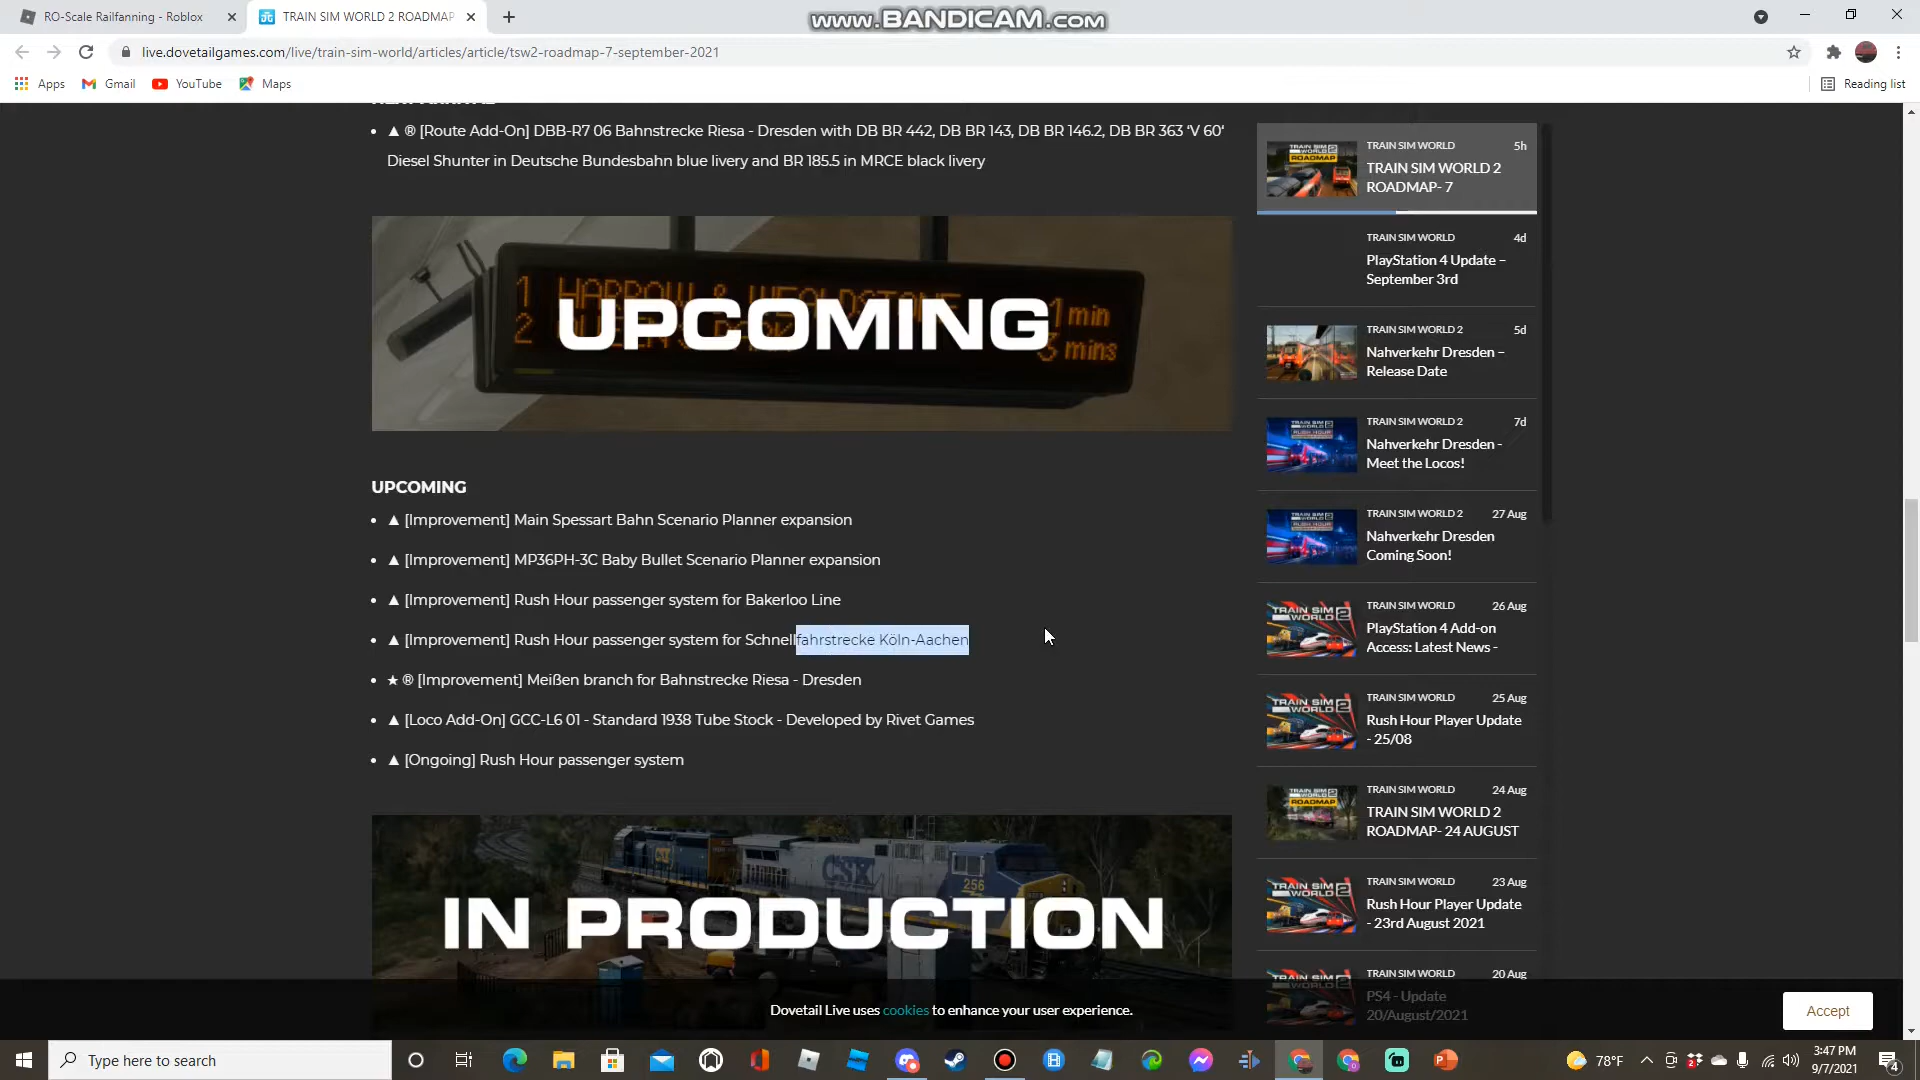 RO-Scale Railfanning - Roblox
TRAIN SIM WORLD 2 ROADMAP
www.BANDICAM.com
live.dovetailgames.com/live/train-sim-world/articles/article/tsw2-roadmap-7-september-2021
Apps
Gmail
YouTube
Maps
Reading list
▲ ® [Route Add-On] DBB-R7 06 Bahnstrecke Riesa - Dresden with DB BR 442, DB BR 143, DB BR 146.2, DB BR 363 ‘V 60‘
Diesel Shunter in Deutsche Bundesbahn blue livery and BR 185.5 in MRCE black livery
1 HARROW & WEALDSTONE 1 min
2 3 mins
UPCOMING
UPCOMING
▲ [Improvement] Main Spessart Bahn Scenario Planner expansion
▲ [Improvement] MP36PH-3C Baby Bullet Scenario Planner expansion
▲ [Improvement] Rush Hour passenger system for Bakerloo Line
▲ [Improvement] Rush Hour passenger system for Schnellfahrstrecke Köln-Aachen
★ ® [Improvement] Meißen branch for Bahnstrecke Riesa - Dresden
▲ [Loco Add-On] GCC-L6 01 - Standard 1938 Tube Stock - Developed by Rivet Games
▲ [Ongoing] Rush Hour passenger system
CSX
CSX
256
IN PRODUCTION
TRAIN SIM WORLD 5h
TRAIN SIM WORLD 2
ROADMAP- 7
TRAIN SIM WORLD 4d
PlayStation 4 Update –
September 3rd
TRAIN SIM WORLD 2 5d
Nahverkehr Dresden –
Release Date
TRAIN SIM WORLD 2 7d
Nahverkehr Dresden -
Meet the Locos!
TRAIN SIM WORLD 2 27 Aug
Nahverkehr Dresden
Coming Soon!
TRAIN SIM WORLD 26 Aug
PlayStation 4 Add-on
Access: Latest News -
TRAIN SIM WORLD 25 Aug
Rush Hour Player Update
- 25/08
TRAIN SIM WORLD 24 Aug
TRAIN SIM WORLD 2
ROADMAP- 24 AUGUST
TRAIN SIM WORLD 23 Aug
Rush Hour Player Update
- 23rd August 2021
TRAIN SIM WORLD 20 Aug
PS4 - Update
20/August/2021
Dovetail Live uses cookies to enhance your user experience.
Accept
Type here to search
78°F
3:47 PM
9/7/2021
4